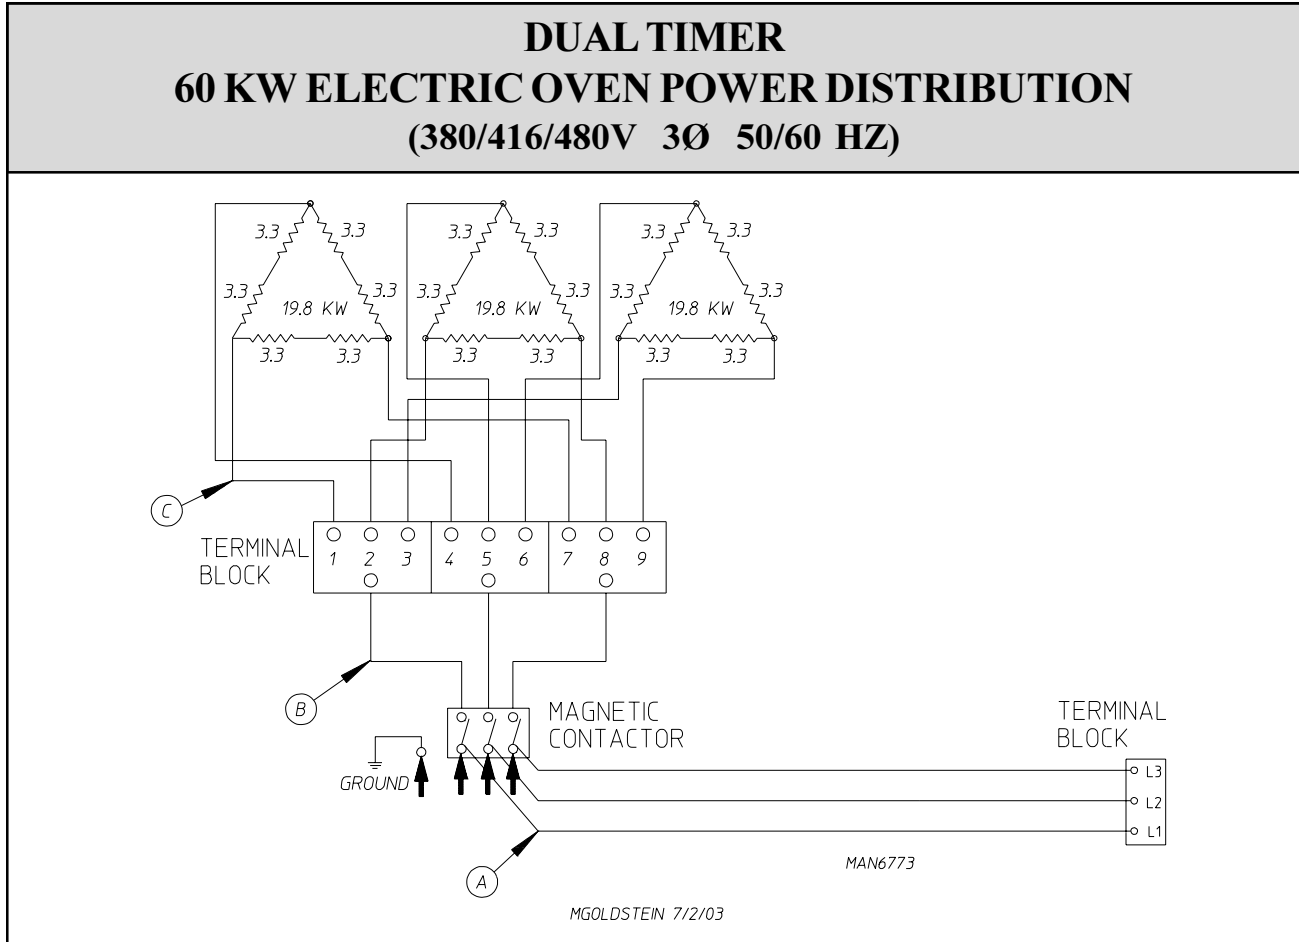 DUAL TIMER
60 KW ELECTRIC OVEN POWER DISTRIBUTION
(380/416/480V 3Ø 50/60 HZ)
3.3 3.3 3.3 3.3 3.3 3.3
3.3 3.3 3.3 3.3 3.3 3.3
19.8 KW 19.8 KW 19.8 KW
3.3 3.3 3.3 3.3 3.3 3.3
C
TERMINAL
BLOCK
1 2 3 4 5 6 7 8 9
B
MAGNETIC
CONTACTOR
TERMINAL
BLOCK
GROUND
L3
L2
L1
A
MAN6773
MGOLDSTEIN 7/2/03